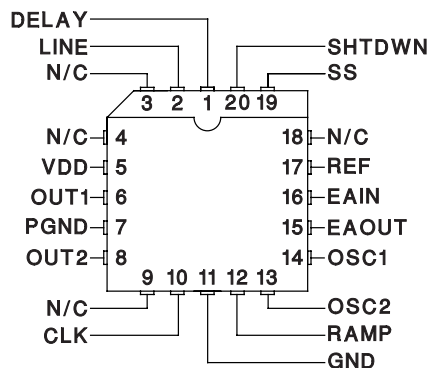 DELAY
LINE SHTDWN
N/C SS
3 2 1 20 19
N/C 4 18 N/C
VDD 5 17 REF
OUT1 6 16 EAIN
PGND 7 15 EAOUT
OUT2 8 14 OSC1
9 10 11 12 13
N/C OSC2
CLK RAMP
GND